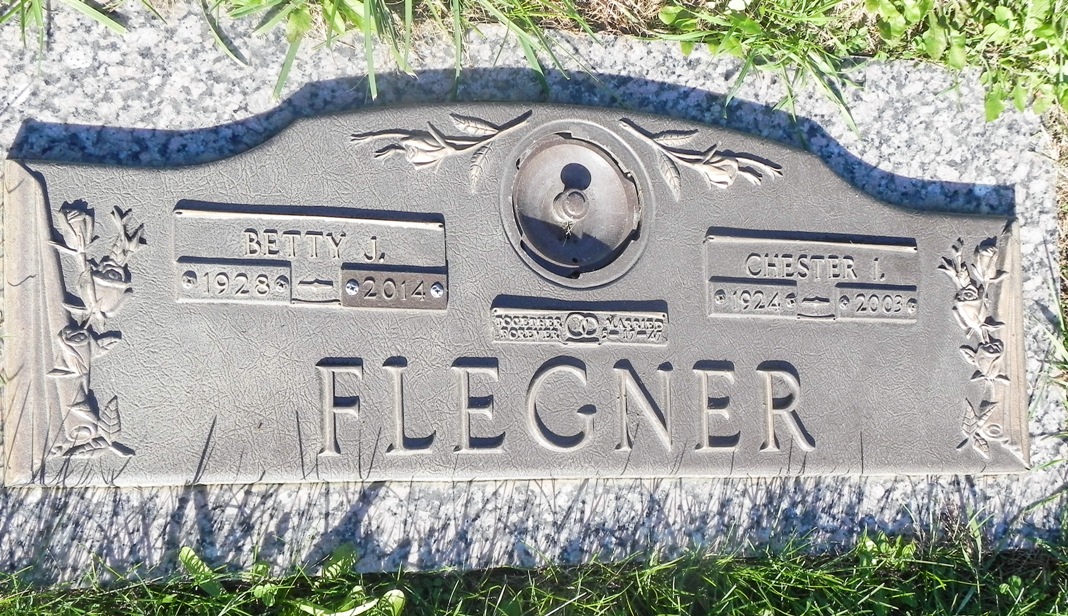 BETTY J.
1928 2014
CHESTER I.
1924 2003
TOGETHER MARRIED
FOREVER
FLEGNER